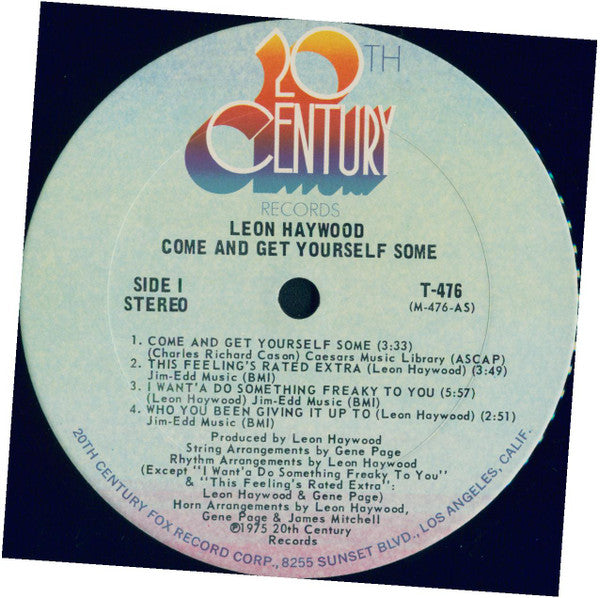 20TH
CENTURY
RECORDS
LEON HAYWOOD
COME AND GET YOURSELF SOME
SIDE I
STEREO
T-476
(M-476-AS)
1. COME AND GET YOURSELF SOME (3:33)
(Charles Richard Cason) Caesars Music Library (ASCAP)
2. THIS FEELING'S RATED EXTRA (Leon Haywood) (3:49)
Jim-Edd Music (BMI)
3. I WANT'A DO SOMETHING FREAKY TO YOU (5:57)
(Leon Haywood) Jim-Edd Music (BMI)
4. WHO YOU BEEN GIVING IT UP TO (Leon Haywood) (2:51)
Jim-Edd Music (BMI)
Produced by Leon Haywood
String Arrangements by Gene Page
Rhythm Arrangements by Leon Haywood
(Except "I Want'a Do Something Freaky To You"
& "This Feeling's Rated Extra":
Leon Haywood & Gene Page)
Horn Arrangements by Leon Haywood,
Gene Page & James Mitchell
℗1975 20th Century
Records
20TH CENTURY FOX RECORD CORP., 8255 SUNSET BLVD., LOS ANGELES, CALIF.